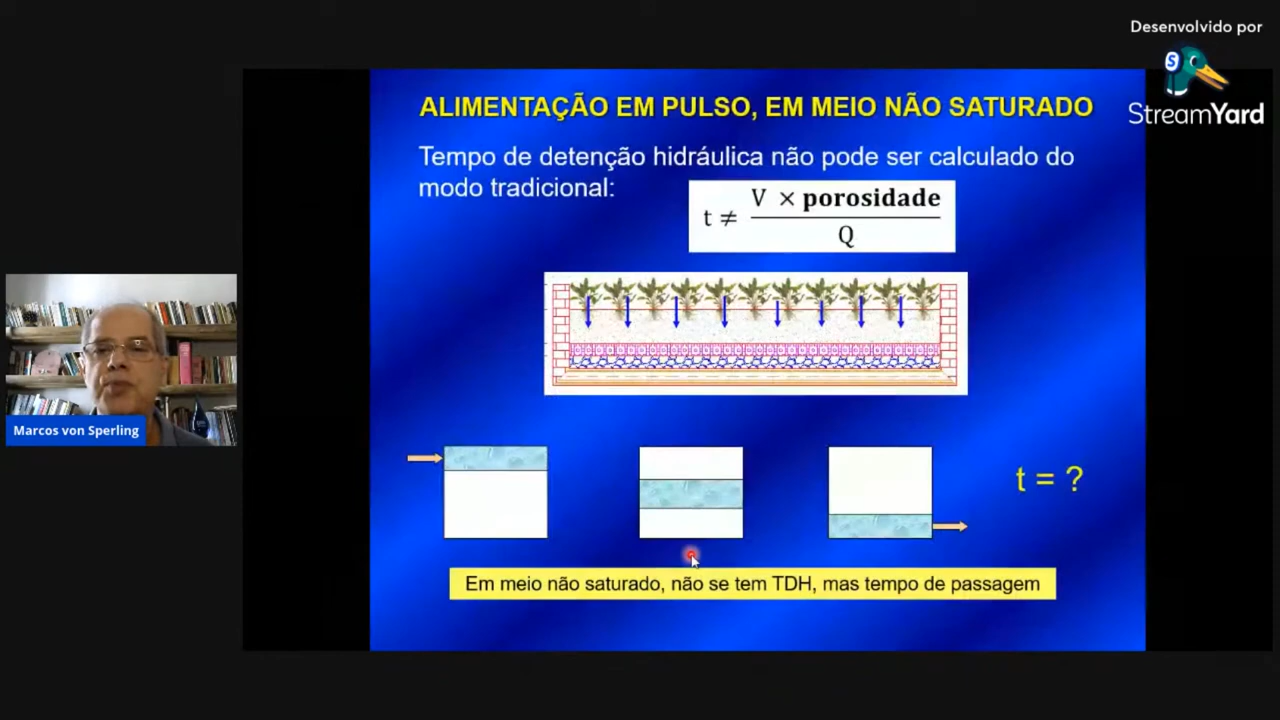 Desenvolvido por
S
StreamYard
ALIMENTAÇÃO EM PULSO, EM MEIO NÃO SATURADO
Tempo de detenção hidráulica não pode ser calculado do
modo tradicional:
t ≠ V × porosidade
Q
Marcos von Sperling
t = ?
Em meio não saturado, não se tem TDH, mas tempo de passagem